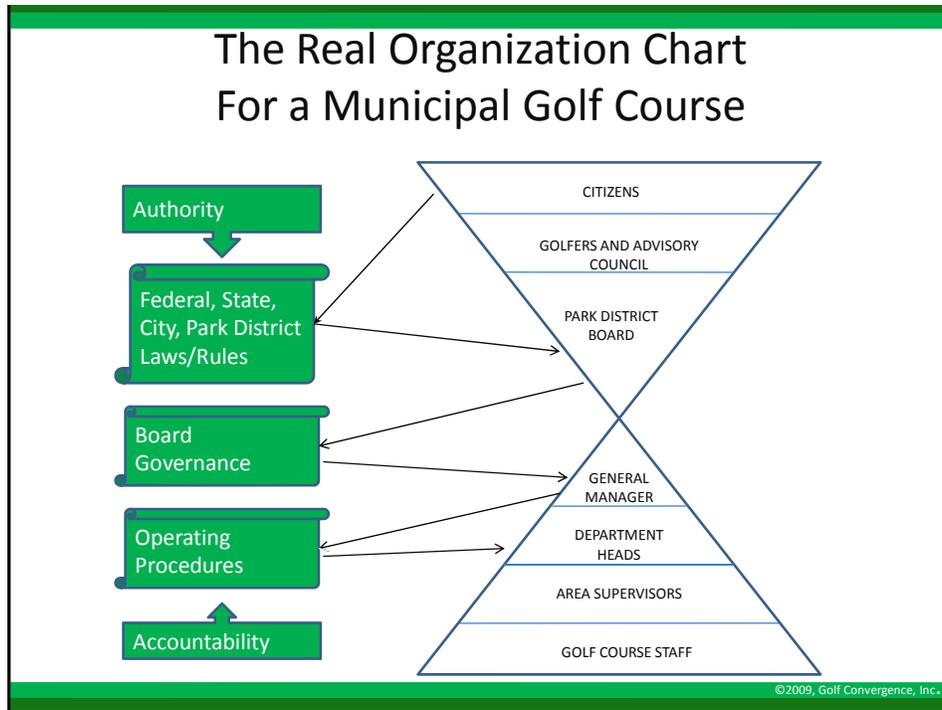 The Real Organization Chart
For a Municipal Golf Course
Authority
Federal, State,
City, Park District
Laws/Rules
Board
Governance
Operating
Procedures
Accountability
CITIZENS
GOLFERS AND ADVISORY
COUNCIL
PARK DISTRICT
BOARD
GENERAL
MANAGER
DEPARTMENT
HEADS
AREA SUPERVISORS
GOLF COURSE STAFF
©2009, Golf Convergence, Inc.